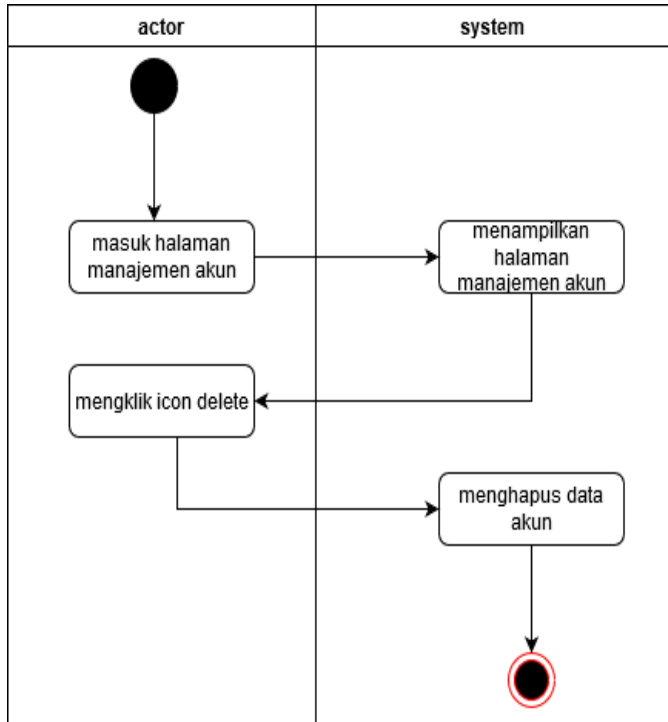 actor
system
masuk halaman
manajemen akun
menampilkan
halaman
manajemen akun
mengklik icon delete
menghapus data
akun